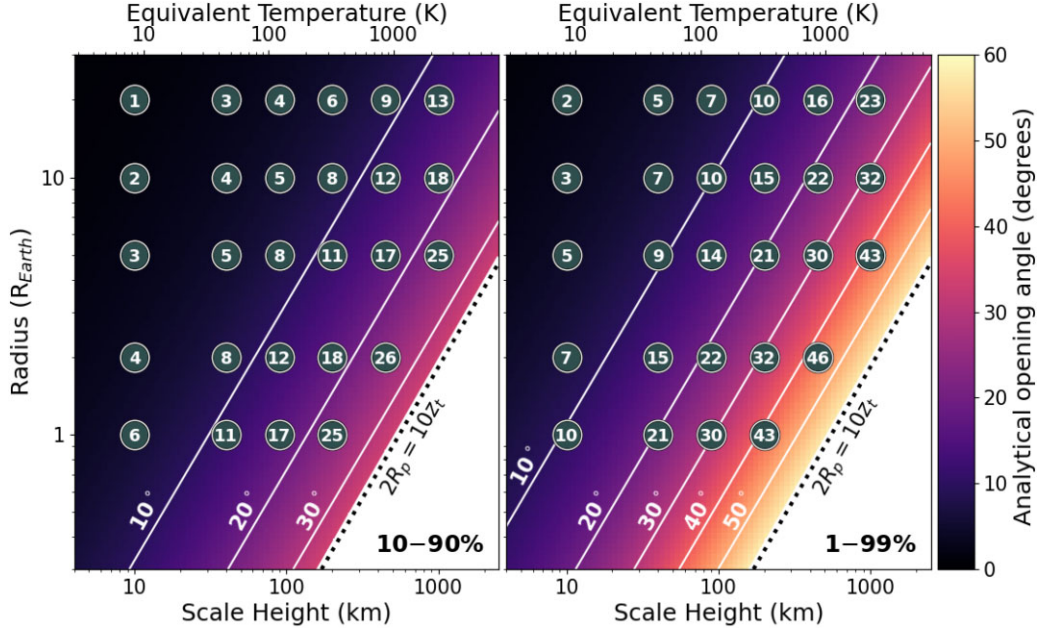 Equivalent Temperature (K)
Equivalent Temperature (K)
10
100
1000
10
100
1000
60
50
40
30
20
10
0
Analytical opening angle (degrees)
Radius (R_Earth)
10
1
1 3 4 6 9 13
2 4 5 8 12 18
3 5 8 11 17 25
4 8 12 18 26
6 11 17 25
10°
20°
30°
2R_p = 10z_t
10−90%
2 5 7 10 16 23
3 7 10 15 22 32
5 9 14 21 30 43
7 15 22 32 46
10 21 30 43
10°
20°
30°
40°
50°
2R_p = 10z_t
1−99%
10
100
1000
10
100
1000
Scale Height (km)
Scale Height (km)